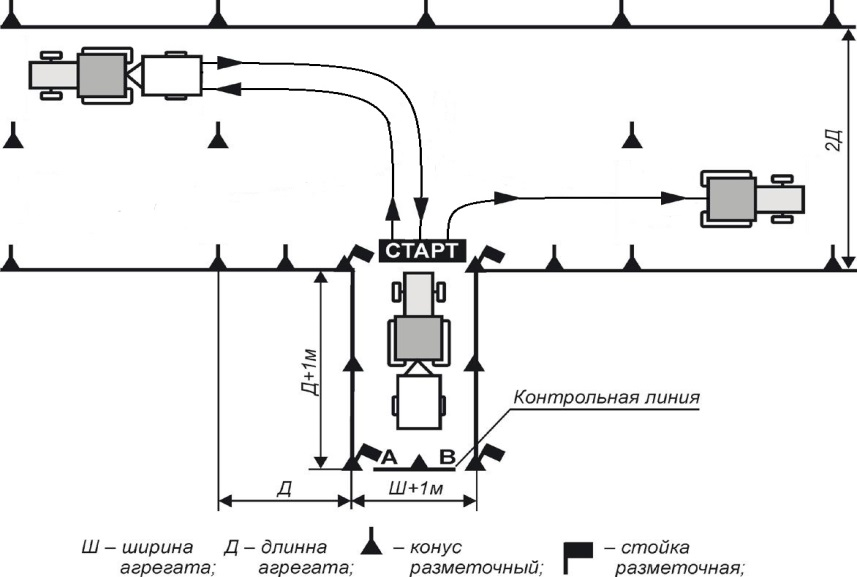 2Д
СТАРТ
Д+1м
Контрольная линия
А В
Д
Ш+1м
Ш – ширина агрегата;
Д – длинна агрегата;
– конус разметочный;
– стойка разметочная;